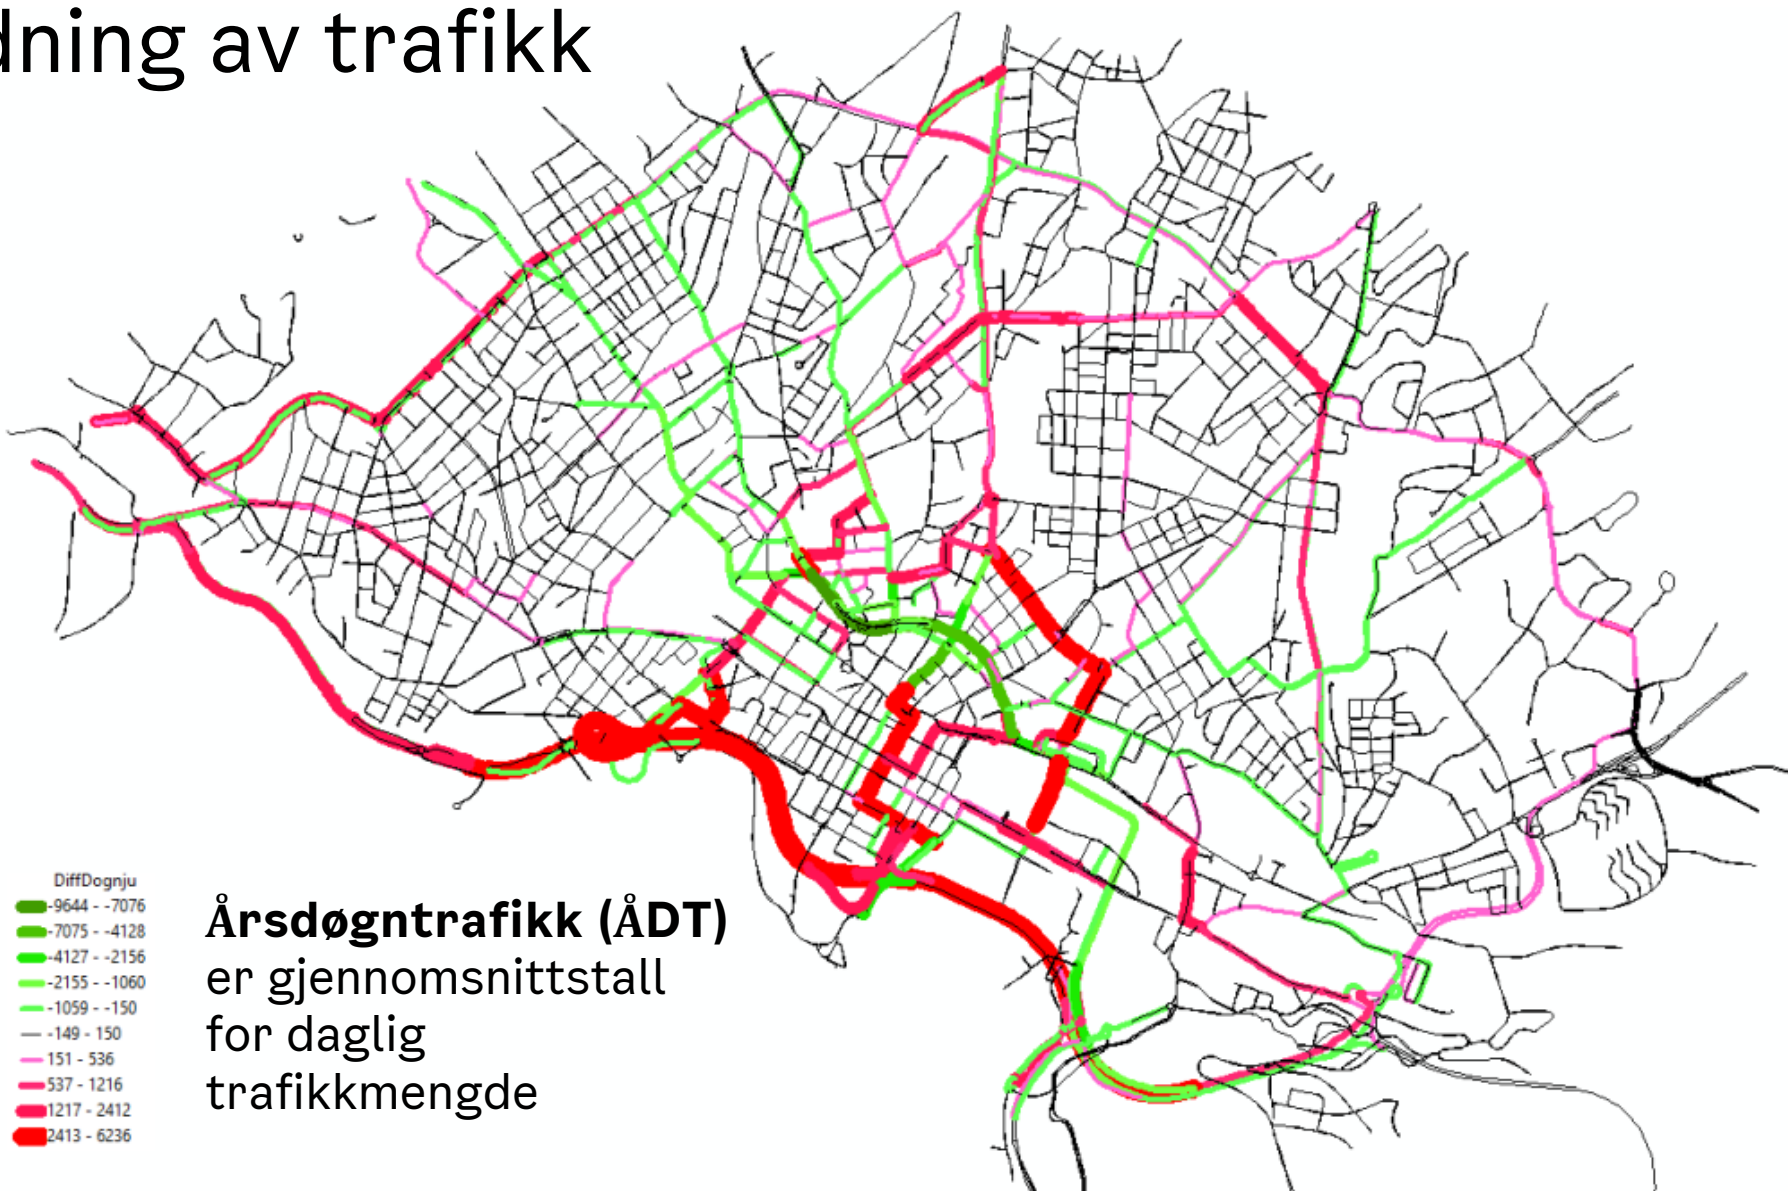 dning av trafikk
DiffDognju
-9644 - -7076
-7075 - -4128
-4127 - -2156
-2155 - -1060
-1059 - -150
-149 - 150
151 - 536
537 - 1216
1217 - 2412
2413 - 6236
Årsdøgntrafikk (ÅDT)
er gjennomsnittstall
for daglig
trafikkmengde